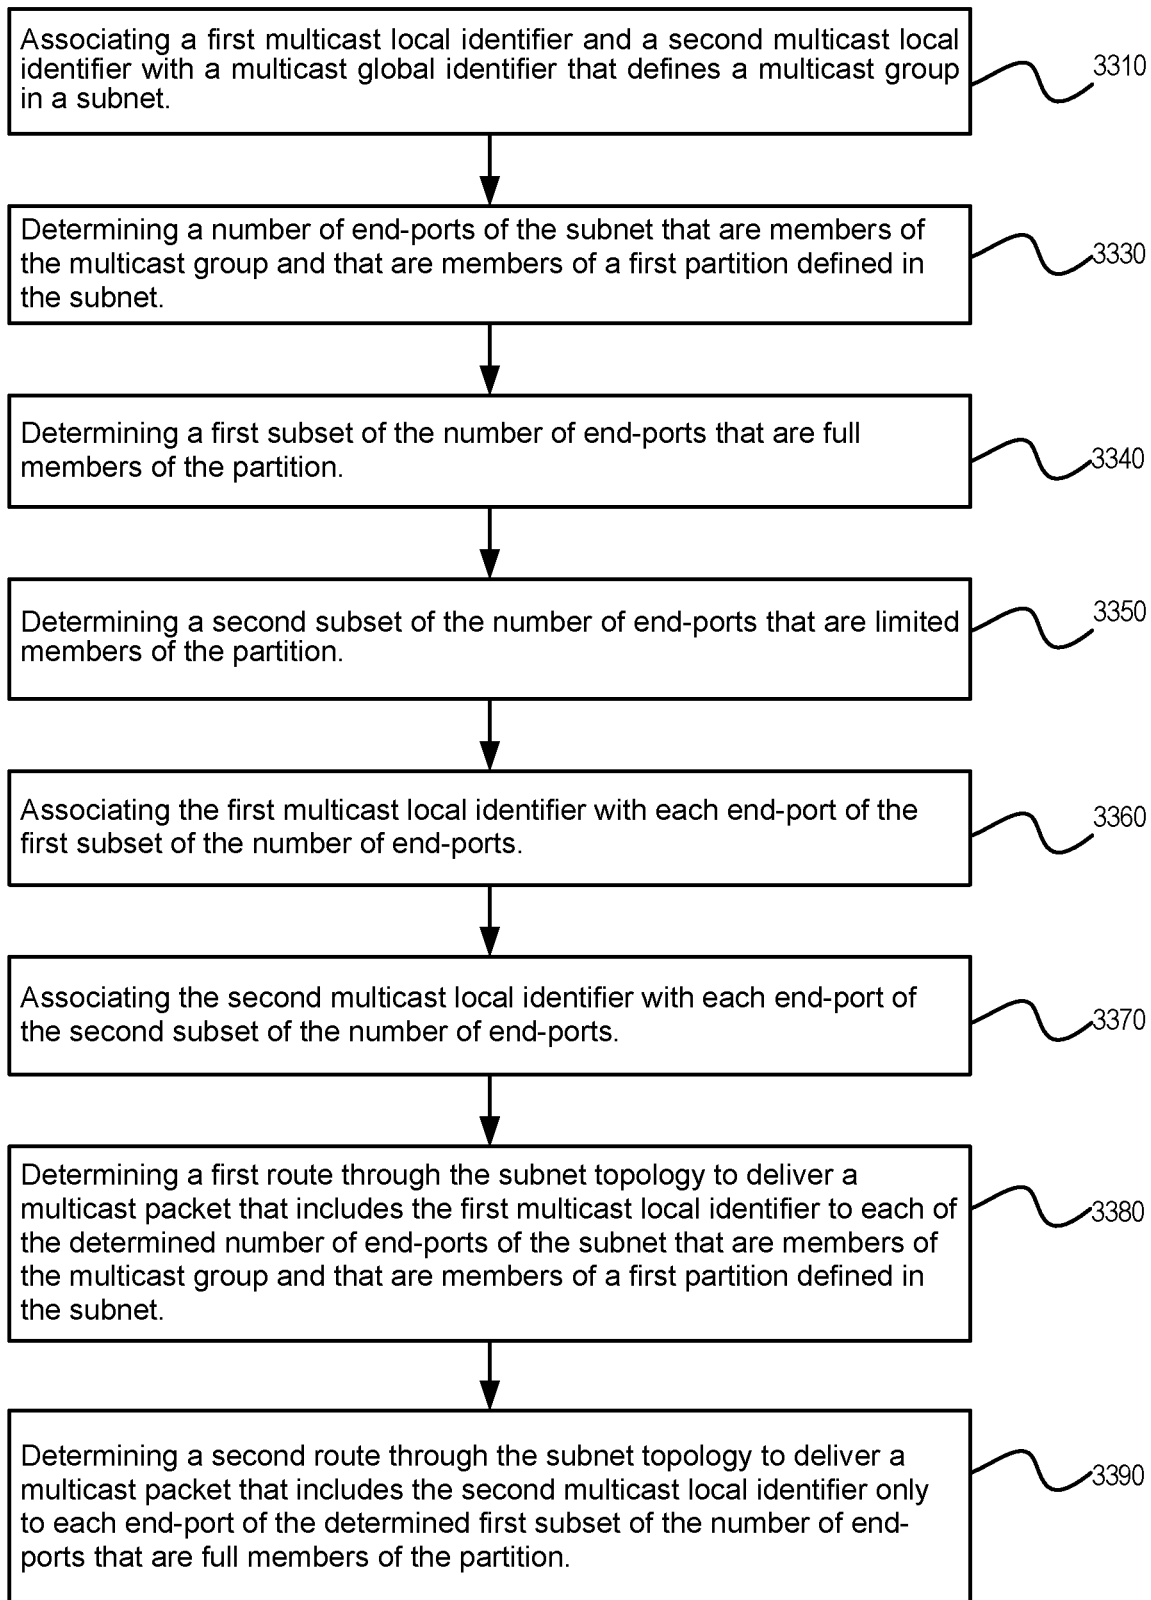 Associating a first multicast local identifier and a second multicast local
identifier with a multicast global identifier that defines a multicast group
in a subnet.
3310
Determining a number of end-ports of the subnet that are members of
the multicast group and that are members of a first partition defined in
the subnet.
3330
Determining a first subset of the number of end-ports that are full
members of the partition.
3340
Determining a second subset of the number of end-ports that are limited
members of the partition.
3350
Associating the first multicast local identifier with each end-port of the
first subset of the number of end-ports.
3360
Associating the second multicast local identifier with each end-port of
the second subset of the number of end-ports.
3370
Determining a first route through the subnet topology to deliver a
multicast packet that includes the first multicast local identifier to each of
the determined number of end-ports of the subnet that are members of
the multicast group and that are members of a first partition defined in
the subnet.
3380
Determining a second route through the subnet topology to deliver a
multicast packet that includes the second multicast local identifier only
to each end-port of the determined first subset of the number of end-
ports that are full members of the partition.
3390